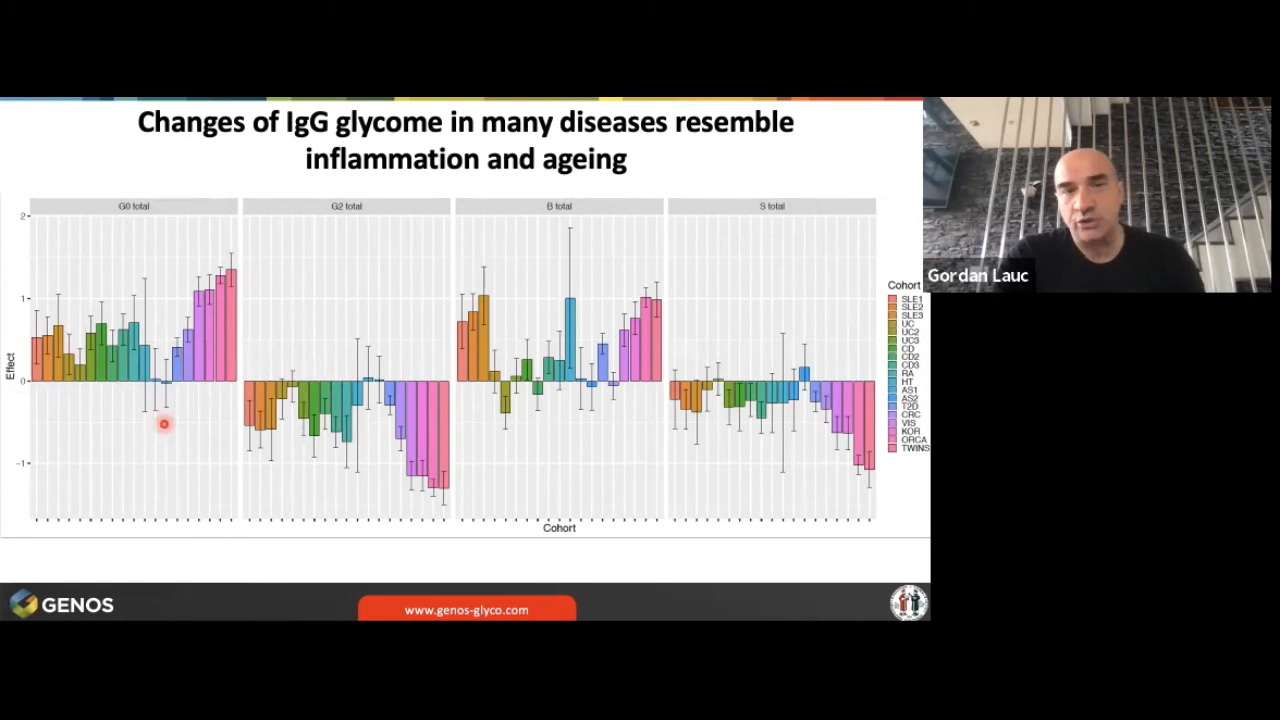 Changes of IgG glycome in many diseases resemble
inflammation and ageing
G0 total
G2 total
B total
S total
2
1
0
−1
Effect
Cohort
Cohort
SLE1
SLE2
SLE3
UC
UC2
UC3
CD
CD2
CD3
RA
HT
AS1
AS2
T2D
CRC
VIS
KOR
ORCA
TWINS
Gordan Lauc
GENOS
www.genos-glyco.com